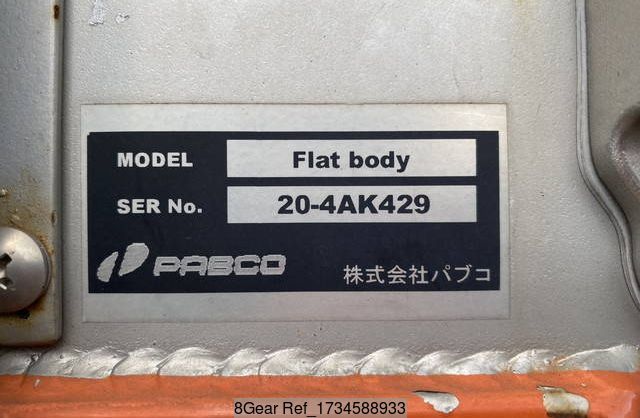 MODEL Flat body
SER No. 20-4AK429
PABCO 株式会社パブコ
8Gear Ref_1734588933